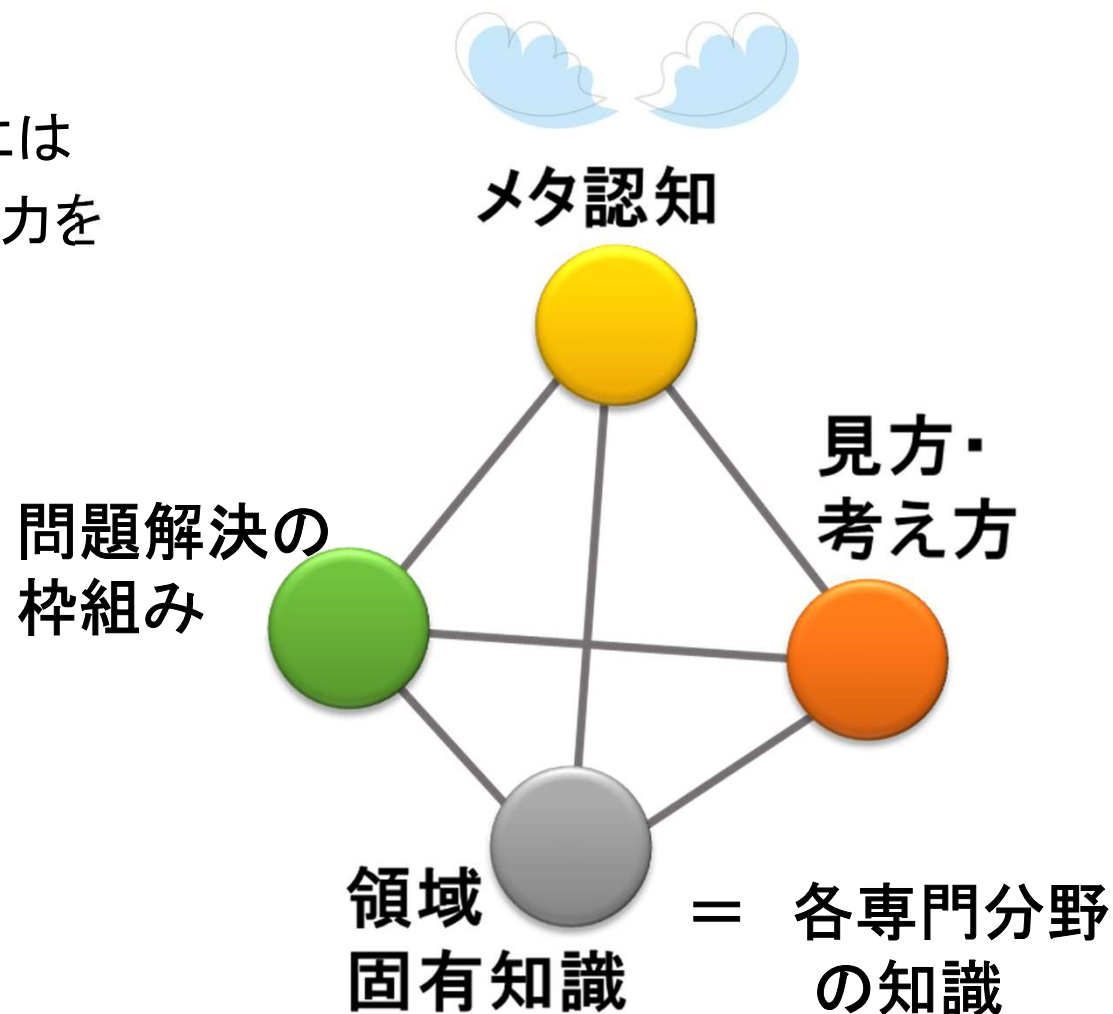 には
力を
メタ認知
見方・
考え方
問題解決の
枠組み
領域
固有知識
＝ 各専門分野
の知識